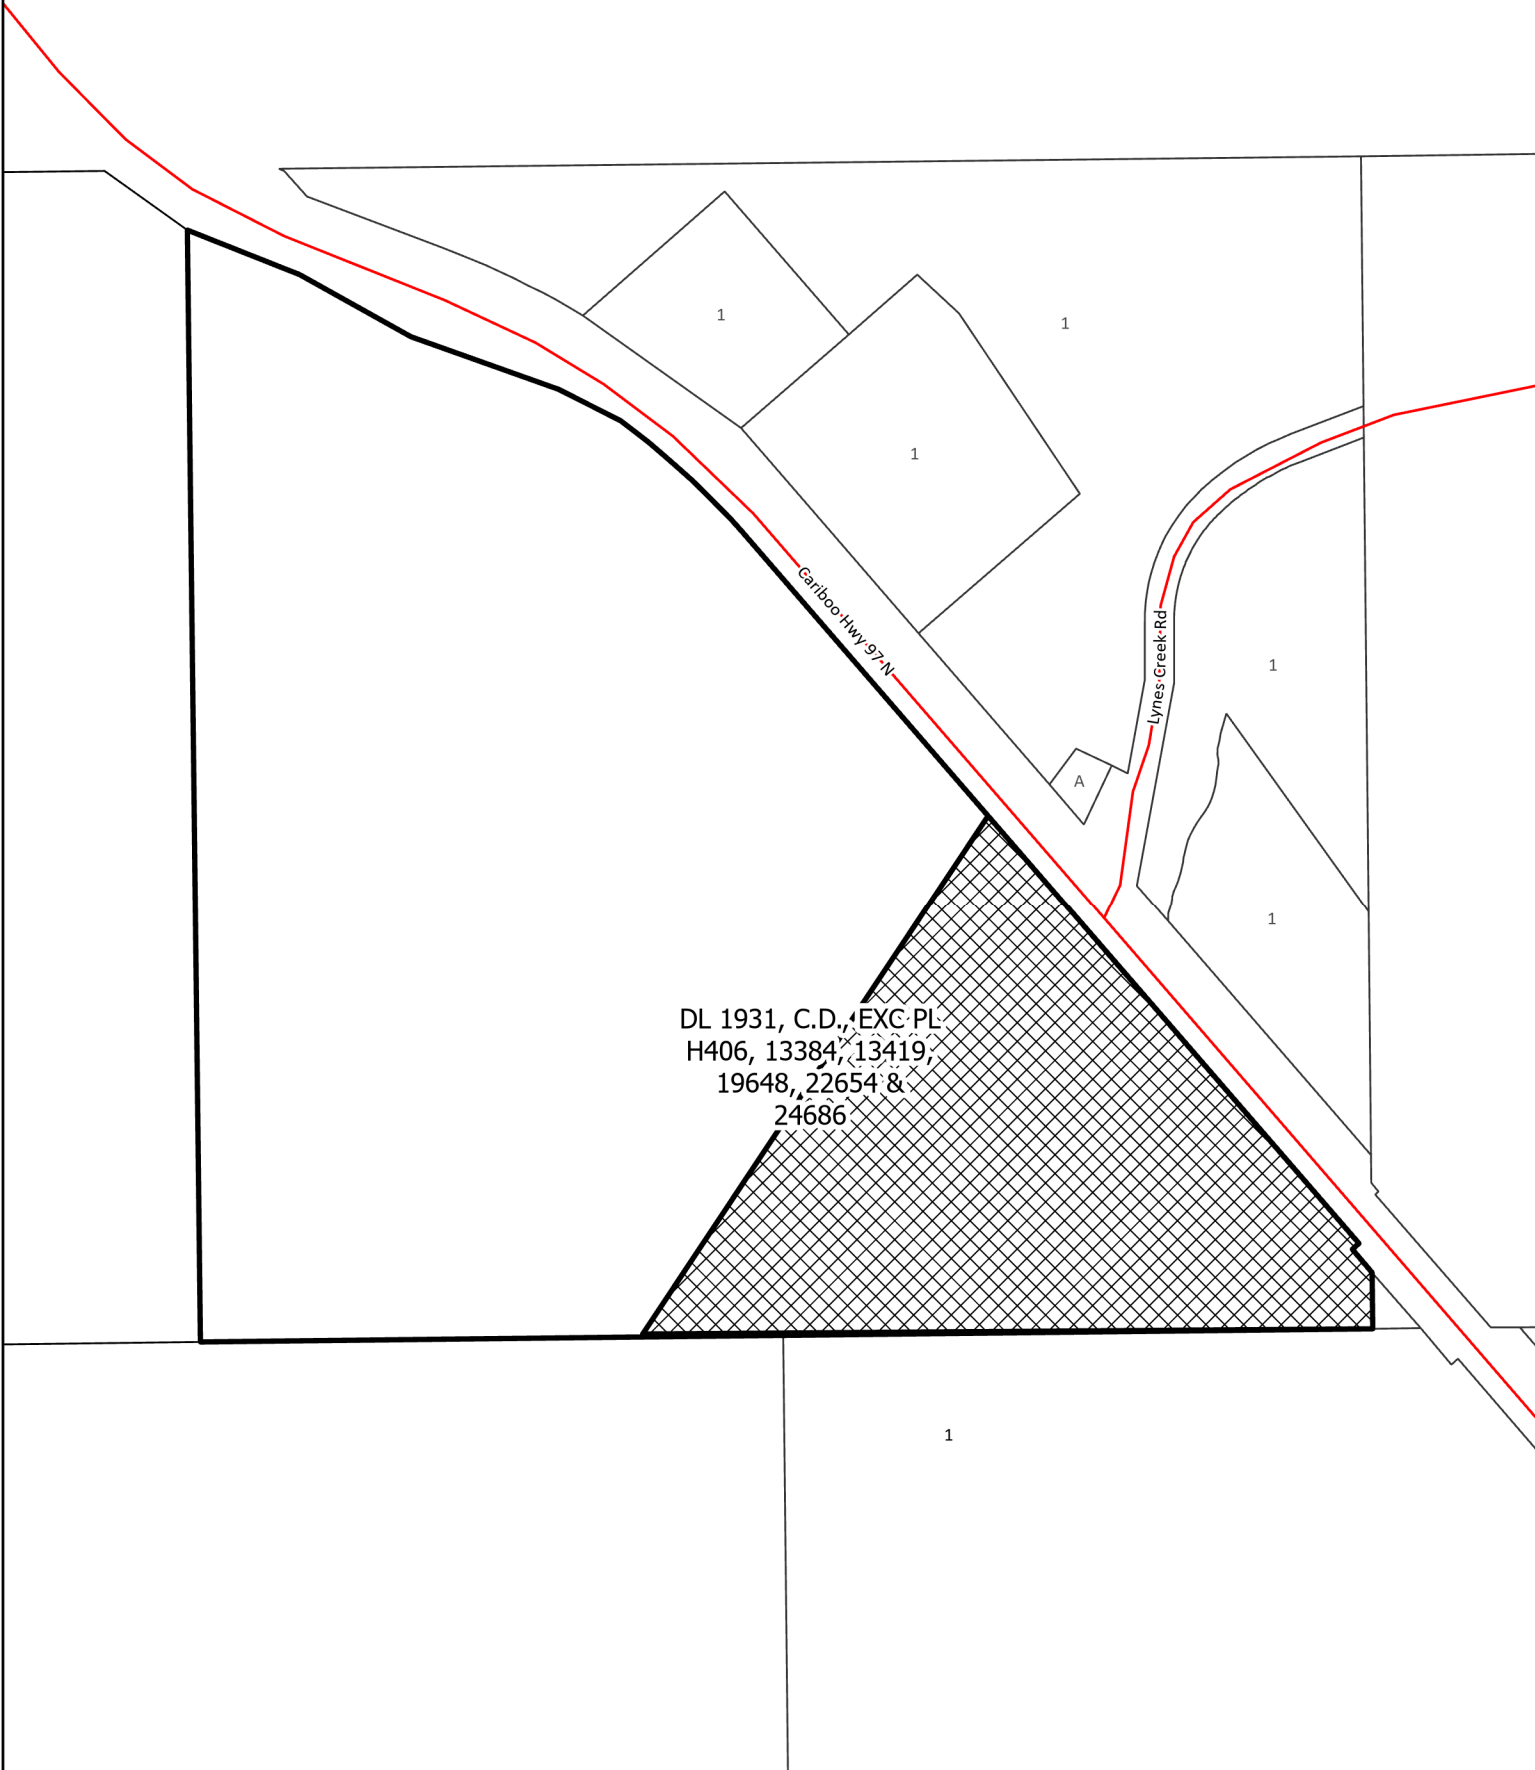 1
1
1
Cariboo Hwy 97 N
Lynes Creek Rd
1
A
1
DL 1931, C.D., EXC PL
H406, 13384, 13419,
19648, 22654 &
24686
1